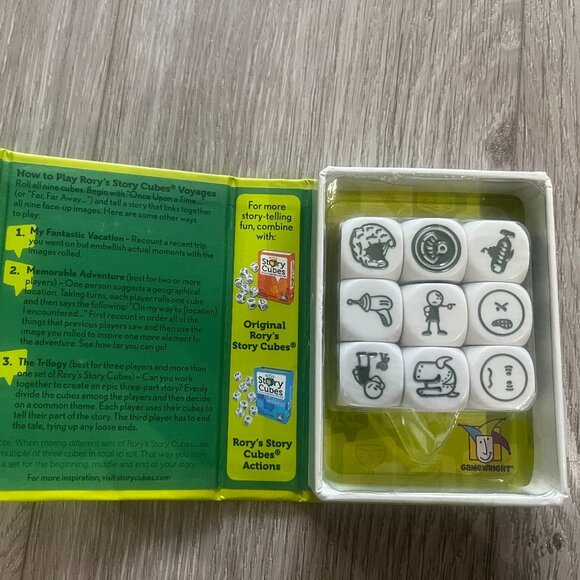 How to Play Rory's Story Cubes® Voyages
Roll all nine cubes. Begin with "Once Upon a Time..."
(or "Far, Far Away...") and tell a story that links together
all nine face-up images. Here are some other ways
to play:
1. My Fantastic Vacation – Recount a recent trip
you went on but embellish actual moments with the
images rolled.
2. Memorable Adventure (best for two or more
players) – One person suggests a geographical
location. Taking turns, each player rolls one cube
and then says the following: "On my way to [location]
I encountered..." First recount in order all of the
things that previous players saw and then use the
image you rolled to inspire one more element to
the adventure. See how far you can go!
3. The Trilogy (best for three players and more than
one set of Rory's Story Cubes) – Can you work
together to create an epic three-part story? Evenly
divide the cubes among the players and then decide
on a common theme. Each player uses their cubes to
tell their part of the story. The third player has to end
the tale, tying up any loose ends.
When mixing different sets of Rory's Story Cubes use
multiple of three cubes in total to roll. That way you have
a set for the beginning, middle and end of your story
For more inspiration, visit storycubes.com
For more
story-telling
fun, combine
with:
Story
Cubes
Original
Rory's
Story Cubes®
Story
Cubes
Rory's Story
Cubes®
Actions
GAMEWRIGHT®